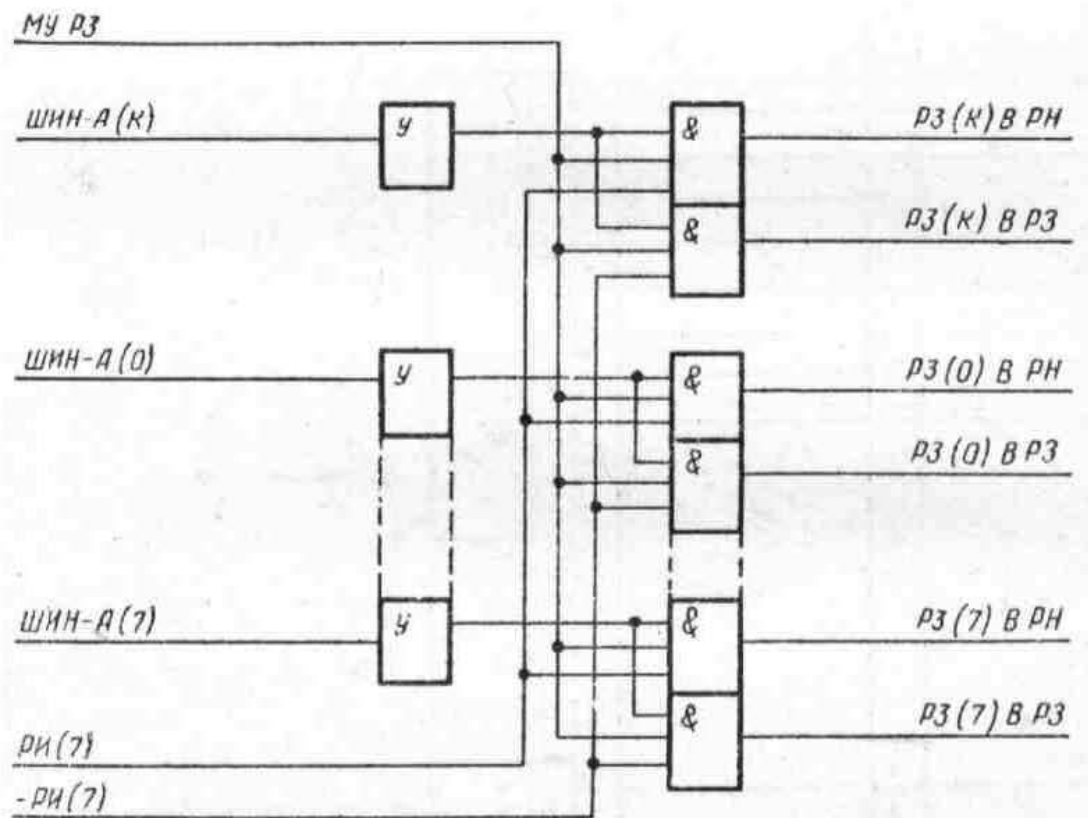 МУ РЗ
ШИН-А(К)
У
&
РЗ(К) В РН
&
РЗ(К) В РЗ
ШИН-А(0)
У
&
РЗ(0) В РН
&
РЗ(0) В РЗ
ШИН-А(7)
У
&
РЗ(7) В РН
&
РЗ(7) В РЗ
РИ(7)
-РИ(7)